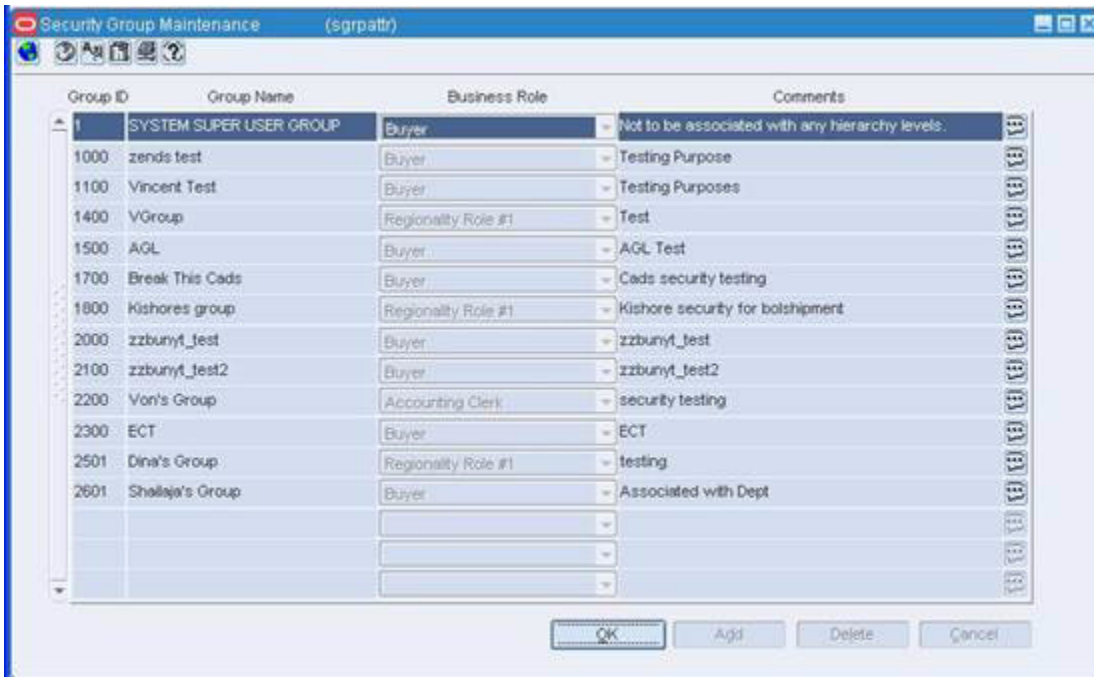 Security Group Maintenance (sgrpattr)
Group ID Group Name Business Role Comments
1 SYSTEM SUPER USER GROUP Buyer Not to be associated with any hierarchy levels.
1000 zends test Buyer Testing Purpose
1100 Vincent Test Buyer Testing Purposes
1400 VGroup Regionality Role #1 Test
1500 AGL Buyer AGL Test
1700 Break This Cads Buyer Cads security testing
1800 Kishores group Regionality Role #1 Kishore security for bolshipment
2000 zzbunyt_test Buyer zzbunyt_test
2100 zzbunyt_test2 Buyer zzbunyt_test2
2200 Von's Group Accounting Clerk security testing
2300 ECT Buyer ECT
2501 Dina's Group Regionality Role #1 testing
2601 Shailaja's Group Buyer Associated with Dept
OK Add Delete Cancel